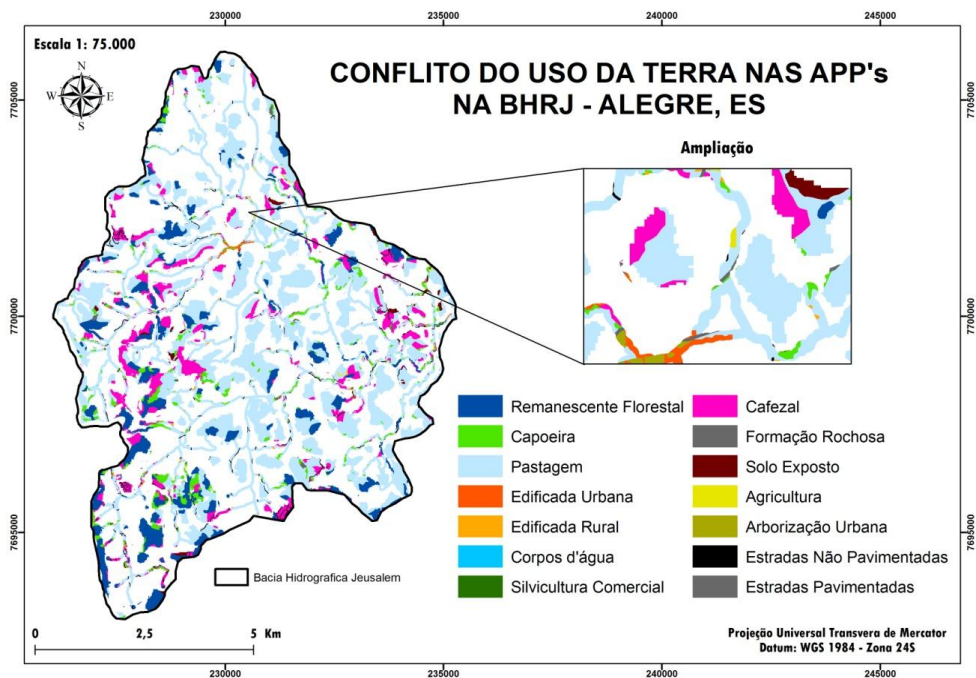 230000
235000
240000
245000
Escala 1: 75.000
N
W
E
S
CONFLITO DO USO DA TERRA NAS APP's
NA BHRJ - ALEGRE, ES
7705000
7705000
Ampliação
7700000
7700000
Remanescente Florestal
Capoeira
Pastagem
Edificada Urbana
Edificada Rural
Corpos d'água
Silvicultura Comercial
Cafezal
Formação Rochosa
Solo Exposto
Agricultura
Arborização Urbana
Estradas Não Pavimentadas
Estradas Pavimentadas
7695000
7695000
Bacia Hidrografica Jeusalem
0 2,5 5 Km
Projeção Universal Transvera de Mercator
Datum: WGS 1984 - Zona 24S
230000
235000
240000
245000